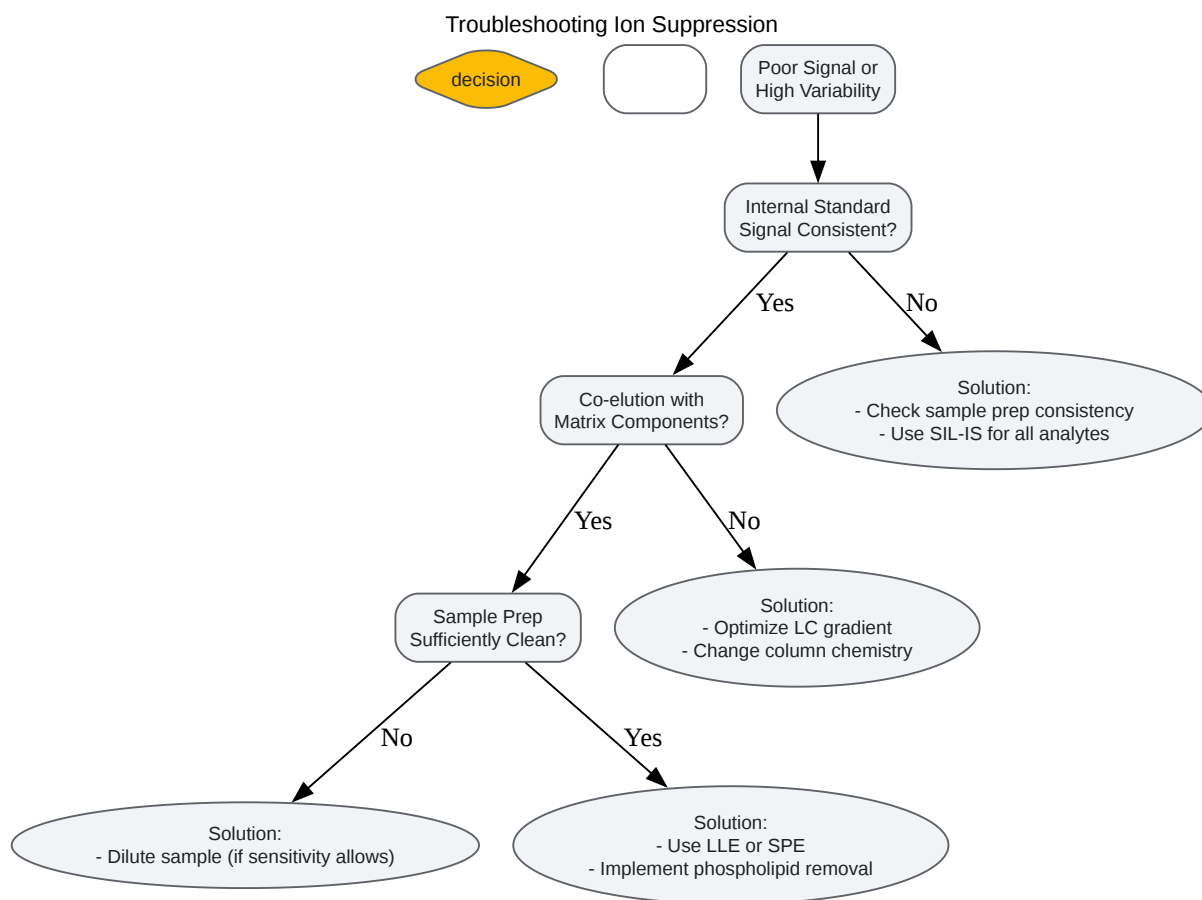 Troubleshooting Ion Suppression
decision
Poor Signal or
High Variability
Internal Standard
Signal Consistent?
Yes
No
Co-elution with
Matrix Components?
Solution:
- Check sample prep consistency
- Use SIL-IS for all analytes
Yes
No
Sample Prep
Sufficiently Clean?
Solution:
- Optimize LC gradient
- Change column chemistry
No
Yes
Solution:
- Dilute sample (if sensitivity allows)
Solution:
- Use LLE or SPE
- Implement phospholipid removal